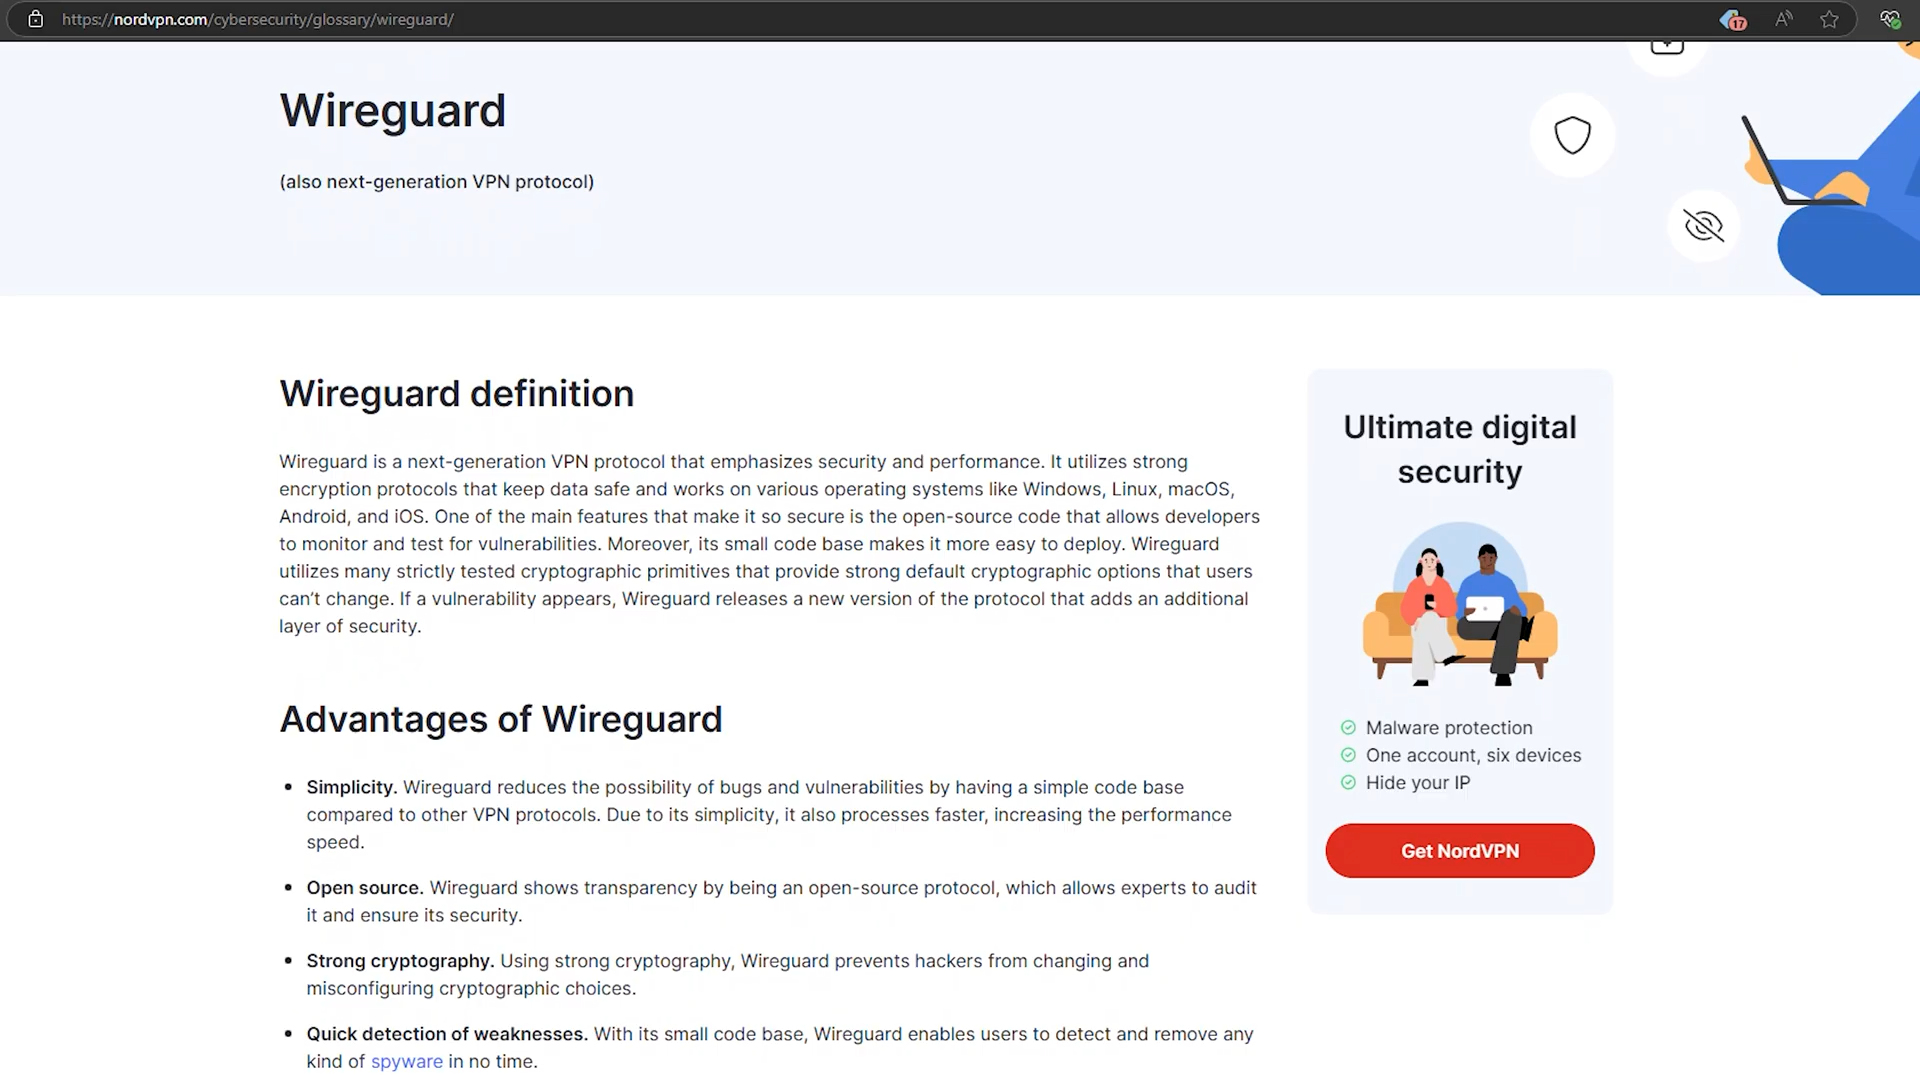 https://nordvpn.com/cybersecurity/glossary/wireguard/
17
Wireguard
(also next-generation VPN protocol)
Wireguard definition
Wireguard is a next-generation VPN protocol that emphasizes security and performance. It utilizes strong
encryption protocols that keep data safe and works on various operating systems like Windows, Linux, macOS,
Android, and iOS. One of the main features that make it so secure is the open-source code that allows developers
to monitor and test for vulnerabilities. Moreover, its small code base makes it more easy to deploy. Wireguard
utilizes many strictly tested cryptographic primitives that provide strong default cryptographic options that users
can’t change. If a vulnerability appears, Wireguard releases a new version of the protocol that adds an additional
layer of security.
Advantages of Wireguard
• Simplicity. Wireguard reduces the possibility of bugs and vulnerabilities by having a simple code base
compared to other VPN protocols. Due to its simplicity, it also processes faster, increasing the performance
speed.
• Open source. Wireguard shows transparency by being an open-source protocol, which allows experts to audit
it and ensure its security.
• Strong cryptography. Using strong cryptography, Wireguard prevents hackers from changing and
misconfiguring cryptographic choices.
• Quick detection of weaknesses. With its small code base, Wireguard enables users to detect and remove any
kind of spyware in no time.
Ultimate digital
security
Malware protection
One account, six devices
Hide your IP
Get NordVPN